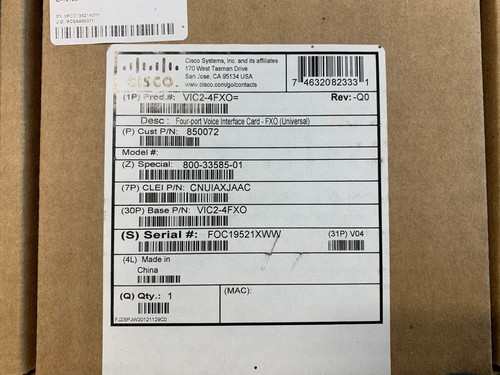 Cisco Systems, Inc. and its affiliates
170 West Tasman Drive
San Jose, CA 95134 USA
www.cisco.com/go/contacts
CISCO
7 4632082333 1
(1P) Prod.#: VIC2-4FXO=
Rev: -Q0
Desc : Four-port Voice Interface Card - FXO (Universal)
(P) Cust P/N: 850072
Model #:
(Z) Special: 800-33585-01
(7P) CLEI P/N: CNUIAXJAAC
(30P) Base P/N: VIC2-4FXO
(S) Serial #: FOC19521XWW
(31P) V04
(4L) Made in
China
(Q) Qty.: 1
(MAC):
FJZSPJW20121129C0